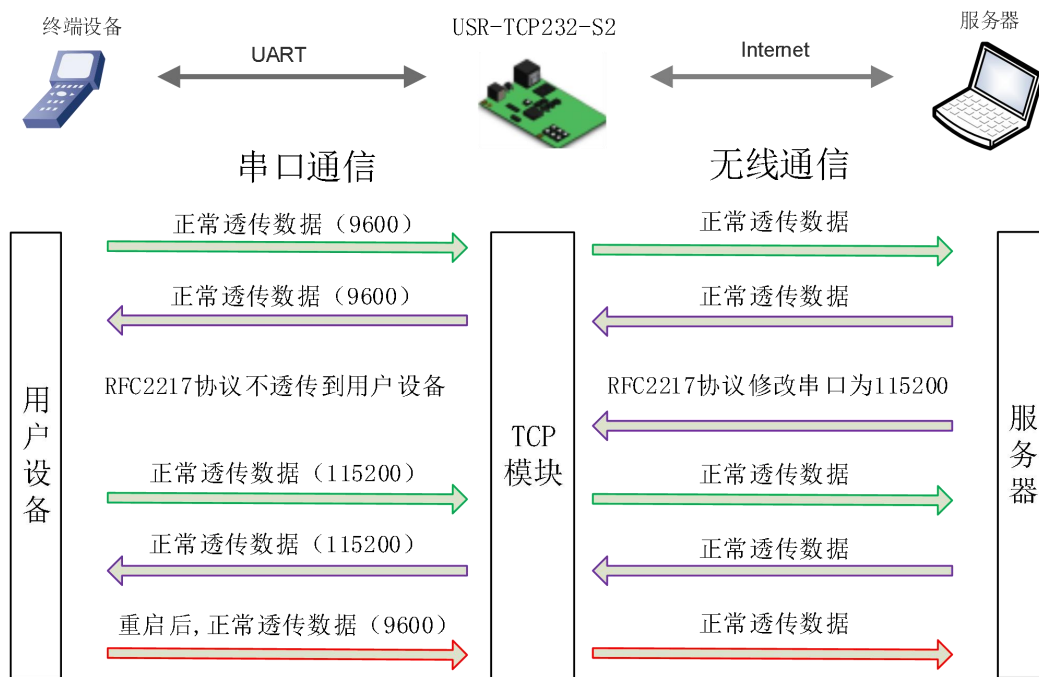 终端设备
USR-TCP232-S2
服务器
UART
Internet
串口通信
无线通信
正常透传数据（9600）
正常透传数据
正常透传数据（9600）
正常透传数据
RFC2217协议不透传到用户设备
RFC2217协议修改串口为115200
用户设备
TCP
模块
服务器
正常透传数据（115200）
正常透传数据
正常透传数据（115200）
正常透传数据
重启后,正常透传数据（9600）
正常透传数据